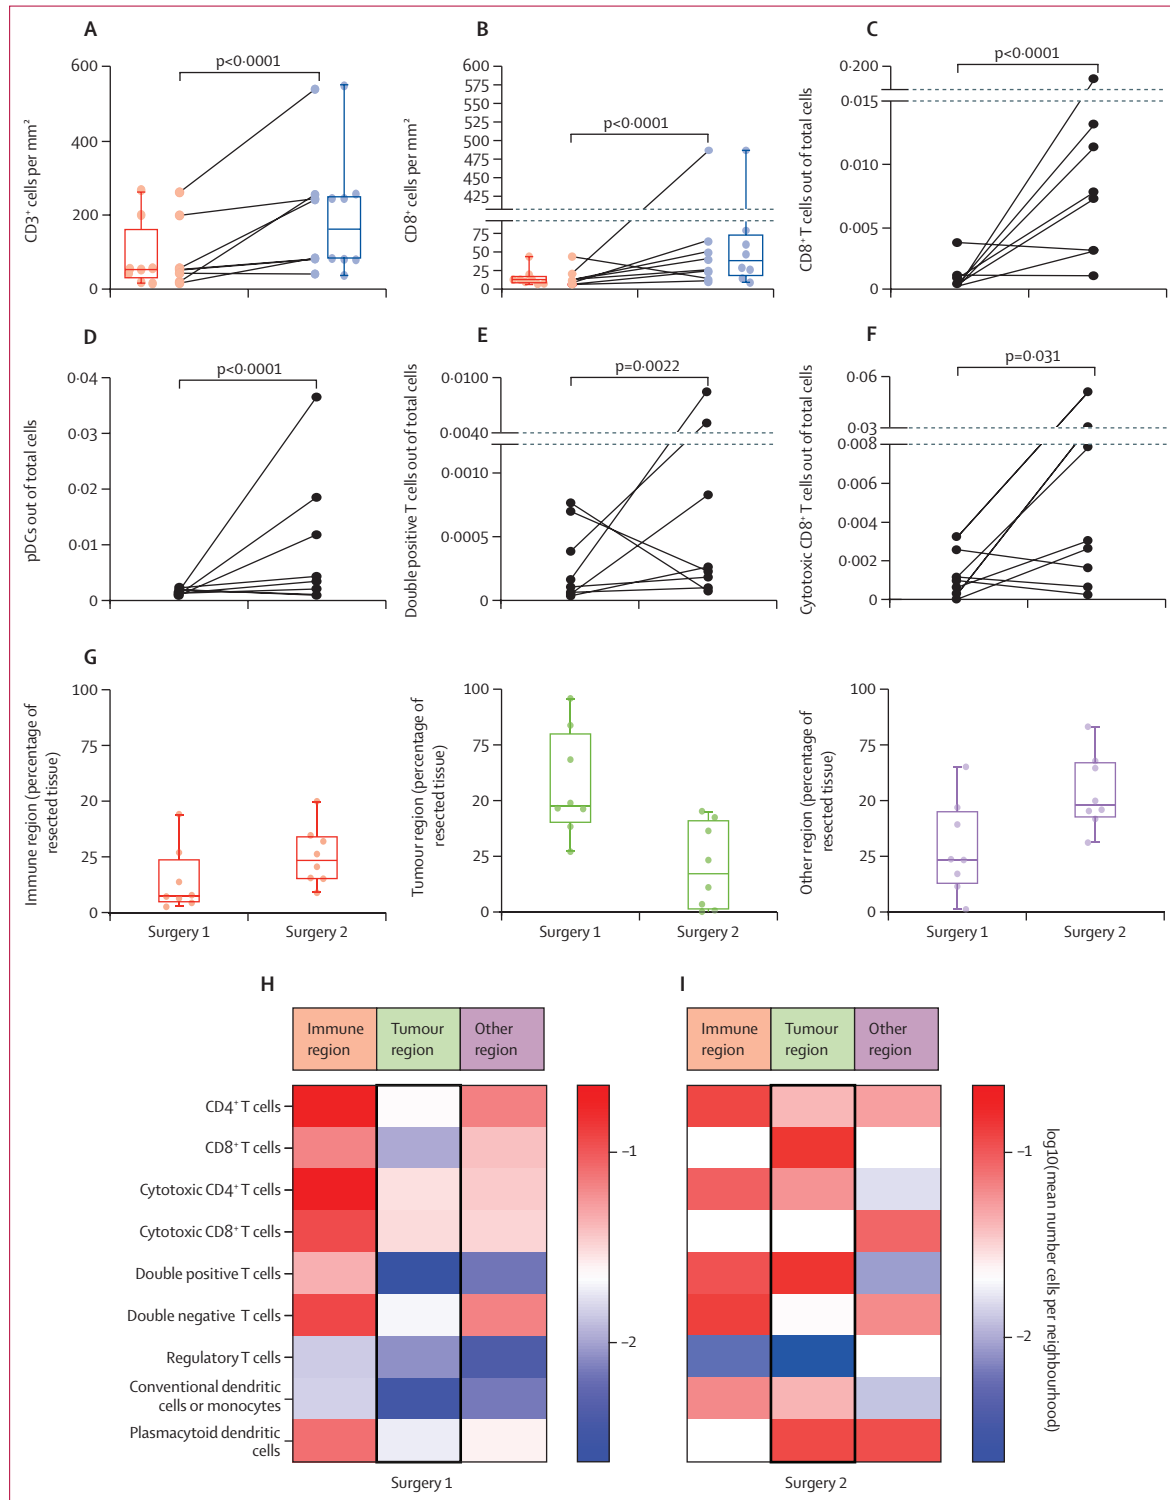 A
p<0·0001
CD3⁺ cells per mm²
600
400
200
0
B
p<0·0001
CD8⁺ cells per mm²
600
575
550
525
500
475
450
425
75
50
25
0
C
p<0·0001
CD8⁺ T cells out of total cells
0·200
0·015
0·010
0·005
0
D
p<0·0001
pDCs out of total cells
0·04
0·03
0·02
0·01
0
E
p=0·0022
Double positive T cells out of total cells
0·0100
0·0040
0·0010
0·0005
0
F
p=0·031
Cytotoxic CD8⁺ T cells out of total cells
0·06
0·03
0·008
0·006
0·004
0·002
0
G
Immune region (percentage of
resected tissue)
100
75
20
25
0
Surgery 1
Surgery 2
Tumour region (percentage of
resected tissue)
100
75
20
25
0
Surgery 1
Surgery 2
Other region (percentage of
resected tissue)
100
75
20
25
0
Surgery 1
Surgery 2
H
Immune
region
Tumour
region
Other
region
CD4⁺ T cells
CD8⁺ T cells
Cytotoxic CD4⁺ T cells
Cytotoxic CD8⁺ T cells
Double positive T cells
Double negative T cells
Regulatory T cells
Conventional dendritic
cells or monocytes
Plasmacytoid dendritic
cells
–1
–2
Surgery 1
I
Immune
region
Tumour
region
Other
region
–1
–2
log10(mean number cells per neighbourhood)
Surgery 2